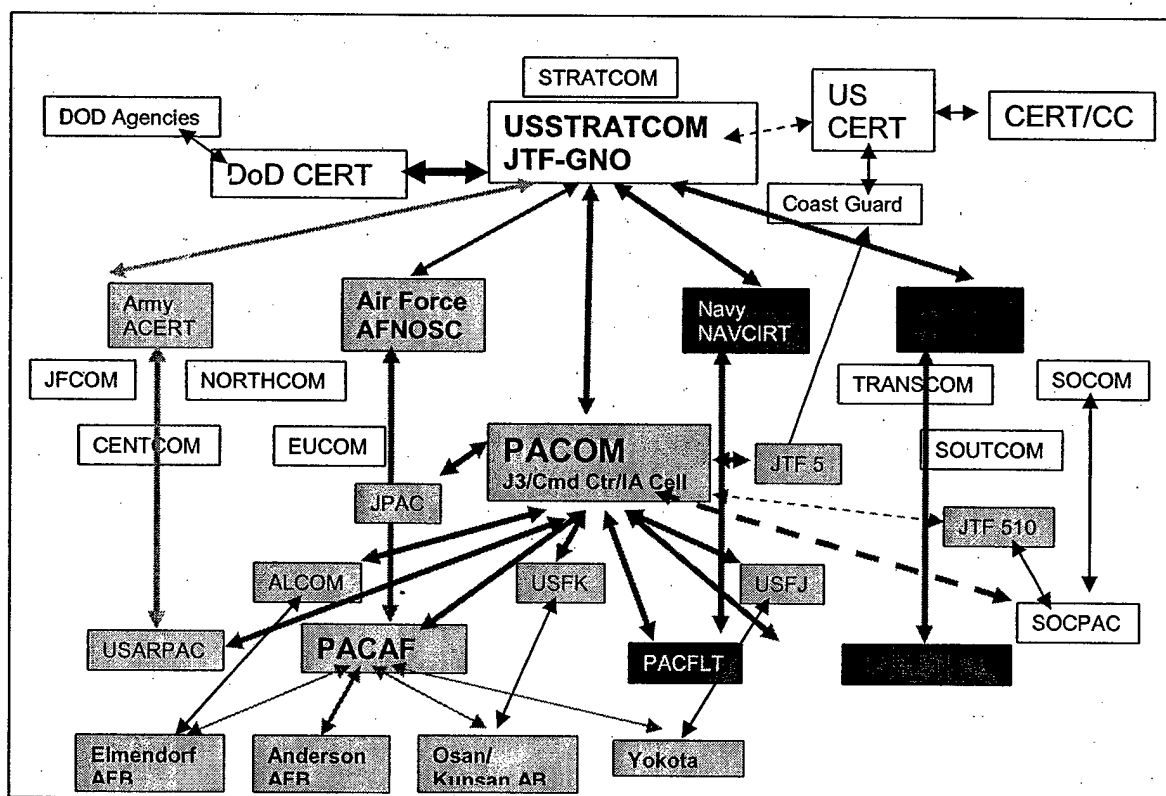 STRATCOM
DOD Agencies
USSTRATCOM
JTF-GNO
US
CERT
CERT/CC
DoD CERT
Coast Guard
Army
ACERT
Air Force
AFNOSC
Navy
NAVCIRT
JFCOM
NORTHCOM
TRANSCOM
SOCOM
CENTCOM
EUCOM
PACOM
J3/Cmd Ctr/IA Cell
JTF 5
SOUTCOM
JPAC
JTF 510
ALCOM
USFK
USFJ
SOCPAC
USARPAC
PACAF
PACFLT
Elmendorf
AFB
Anderson
AFB
Osan/
Kunsan AB
Yokota